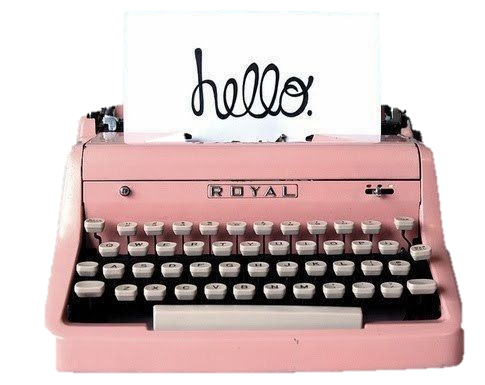 hello.
ROYAL
W E R T Y U I O P
A S D F G H J K L
Z X C V B N M